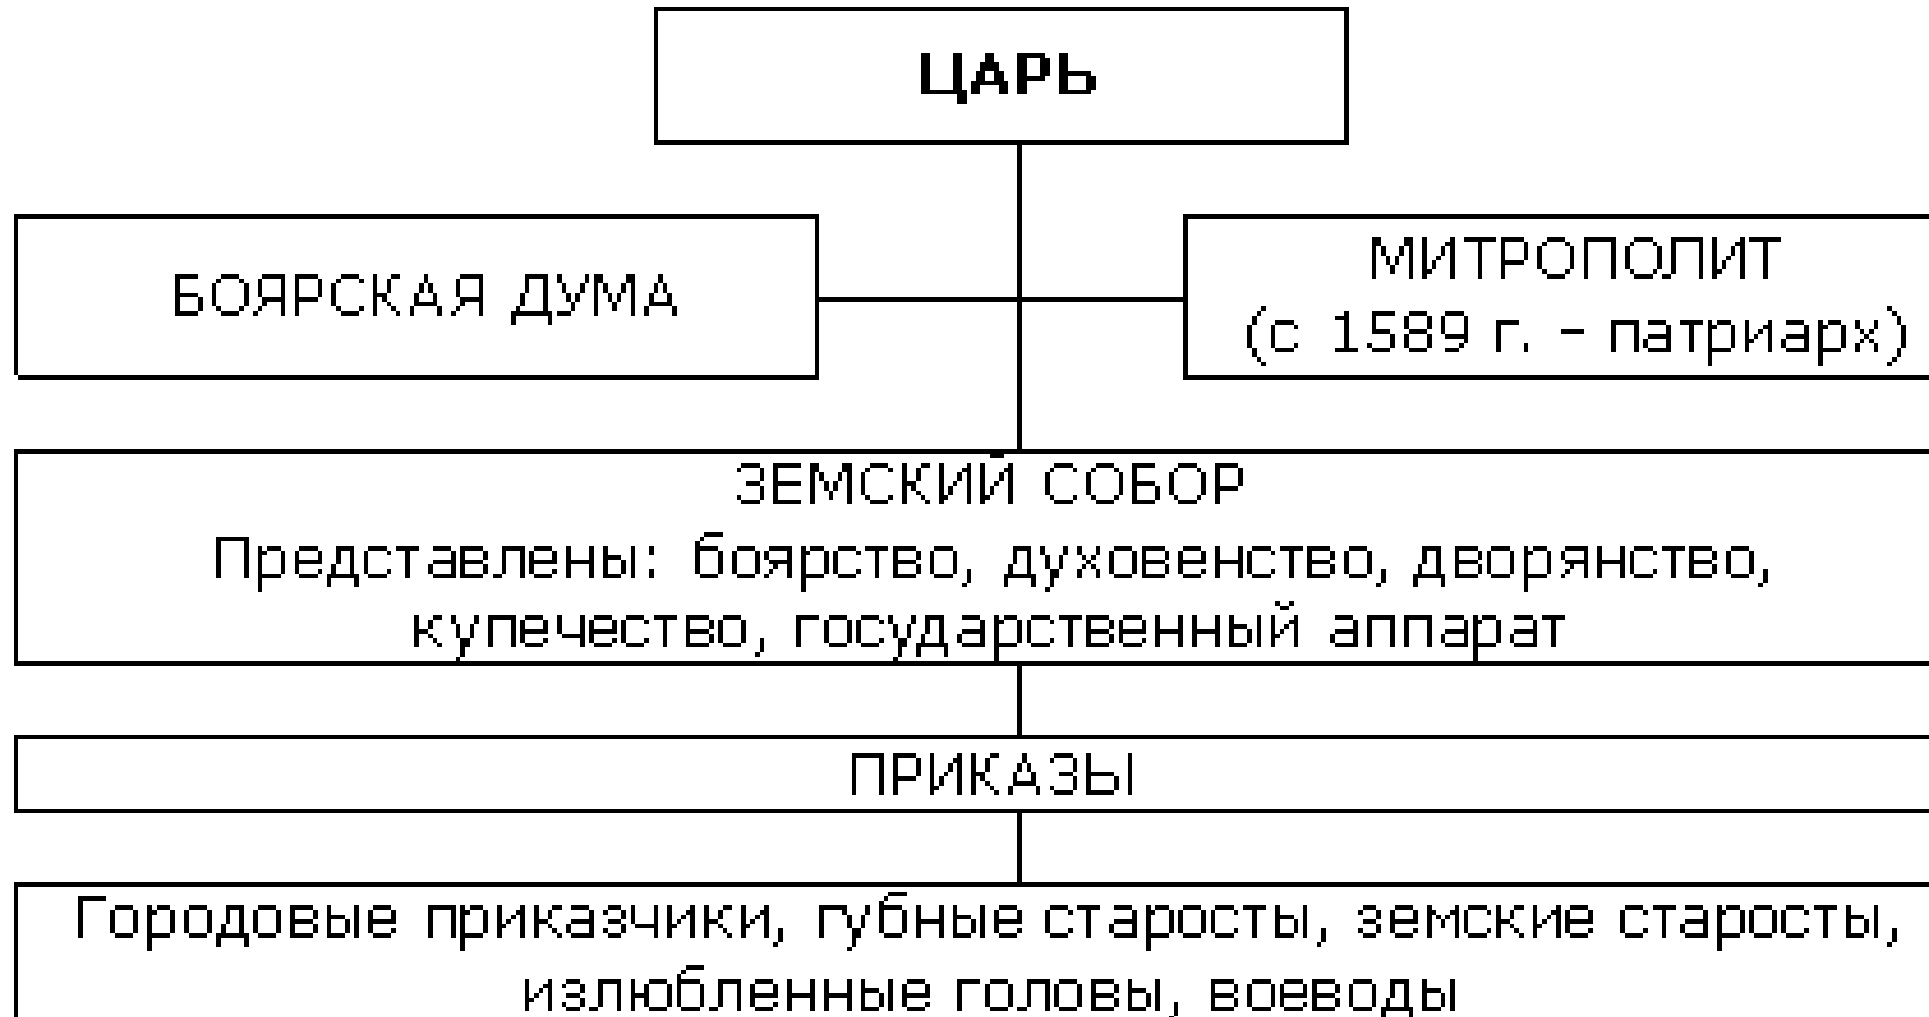 ЦАРЬ
БОЯРСКАЯ ДУМА
МИТРОПОЛИТ
(с 1589 г. - патриарх)
ЗЕМСКИЙ СОБОР
Представлены: боярство, духовенство, дворянство,
купечество, государственный аппарат
ПРИКАЗЫ
Городовые приказчики, губные старосты, земские старосты,
излюбленные головы, воеводы